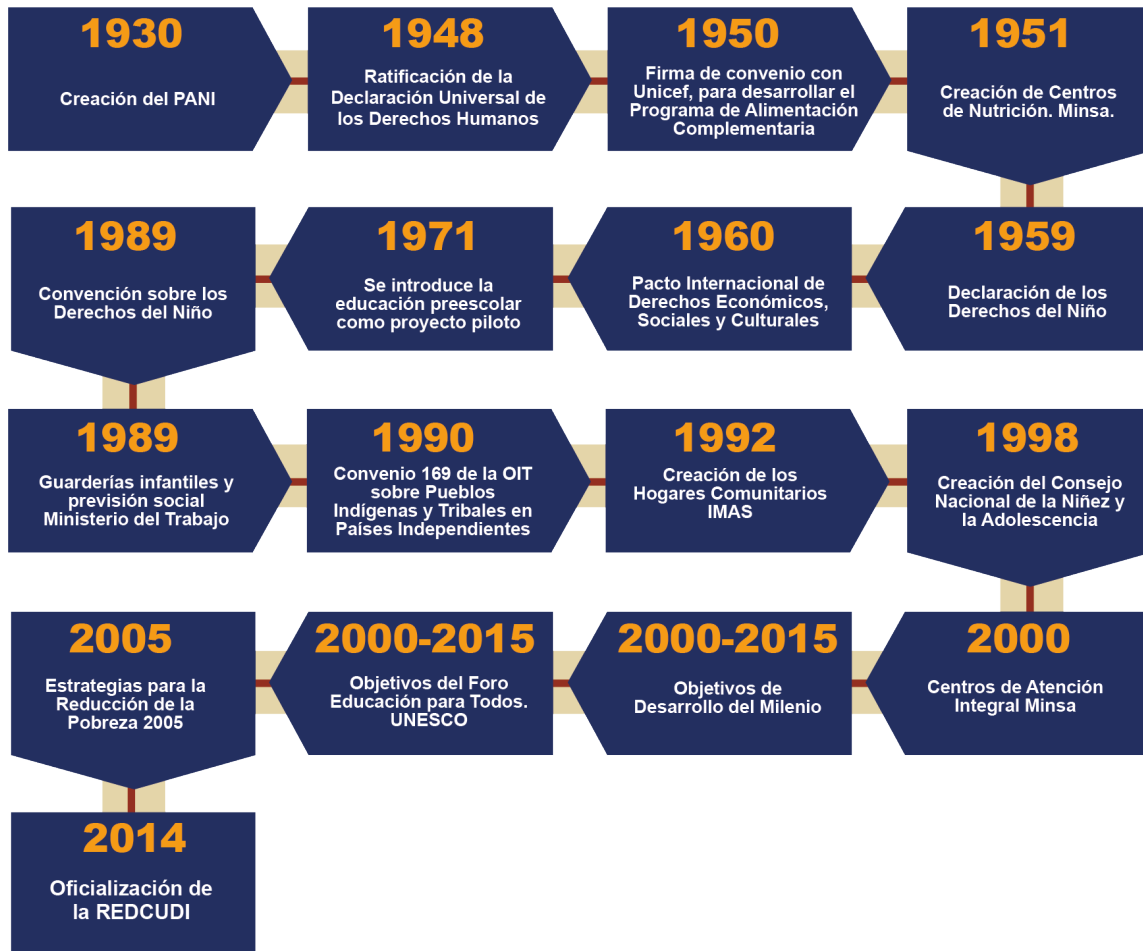 1930
Creación del PANI
1948
Ratificación de la
Declaración Universal de
los Derechos Humanos
1950
Firma de convenio con
Unicef, para desarrollar el
Programa de Alimentación
Complementaria
1951
Creación de Centros
de Nutrición. Minsa.
1959
Declaración de los
Derechos del Niño
1960
Pacto Internacional de
Derechos Económicos,
Sociales y Culturales
1971
Se introduce la
educación preescolar
como proyecto piloto
1989
Convención sobre los
Derechos del Niño
1989
Guarderías infantiles y
previsión social
Ministerio del Trabajo
1990
Convenio 169 de la OIT
sobre Pueblos
Indígenas y Tribales en
Países Independientes
1992
Creación de los
Hogares Comunitarios
IMAS
1998
Creación del Consejo
Nacional de la Niñez y
la Adolescencia
2000
Centros de Atención
Integral Minsa
2000-2015
Objetivos de
Desarrollo del Milenio
2000-2015
Objetivos del Foro
Educación para Todos.
UNESCO
2005
Estrategias para la
Reducción de la
Pobreza 2005
2014
Oficialización de
la REDCUDI